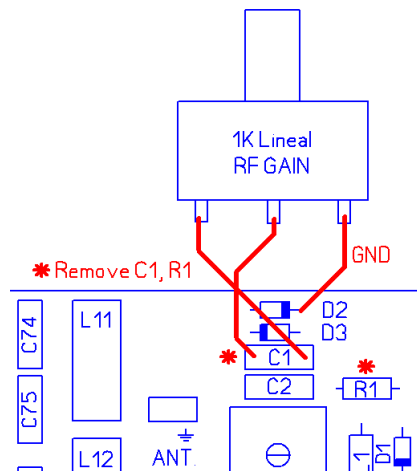 1K Lineal
RF GAIN
GND
* Remove C1, R1
C74
L11
D2
D3
* C1
*
C75
C2
R1
ANT.
L12
L1
D1